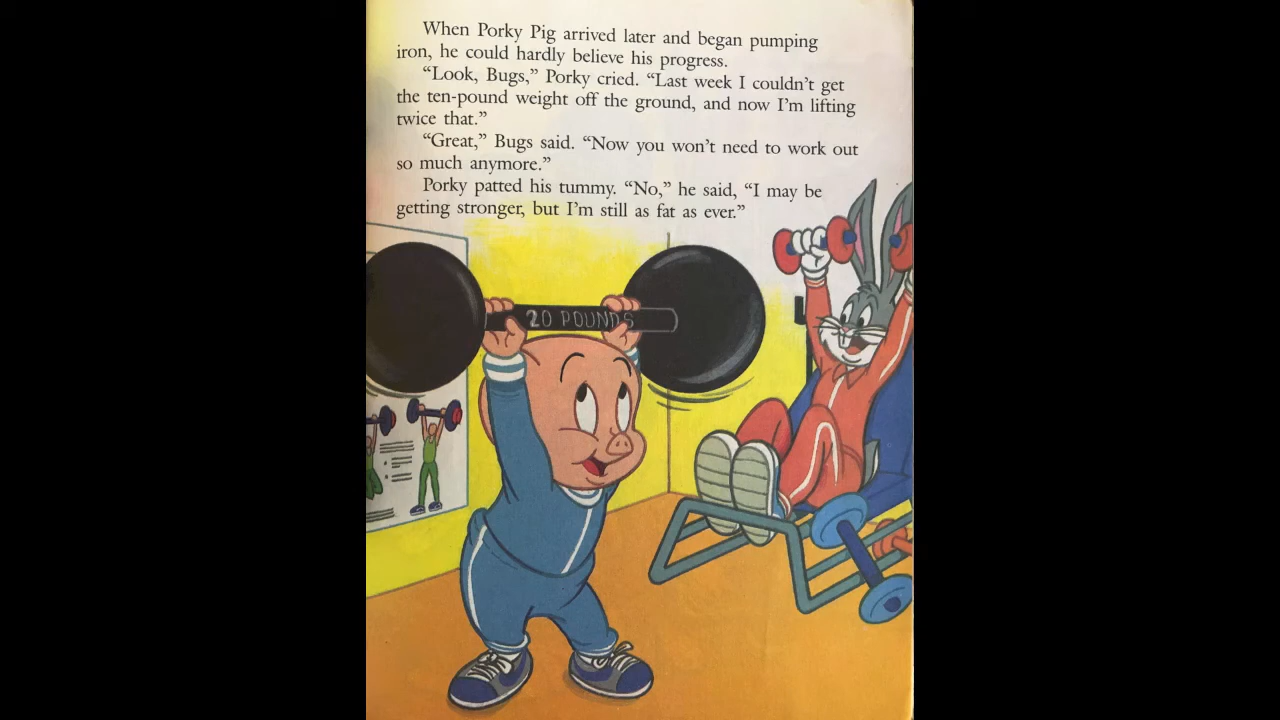 When Porky Pig arrived later and began pumping
iron, he could hardly believe his progress.
“Look, Bugs,” Porky cried. “Last week I couldn’t get
the ten-pound weight off the ground, and now I’m lifting
twice that.”
“Great,” Bugs said. “Now you won’t need to work out
so much anymore.”
Porky patted his tummy. “No,” he said, “I may be
getting stronger, but I’m still as fat as ever.”
20 POUNDS